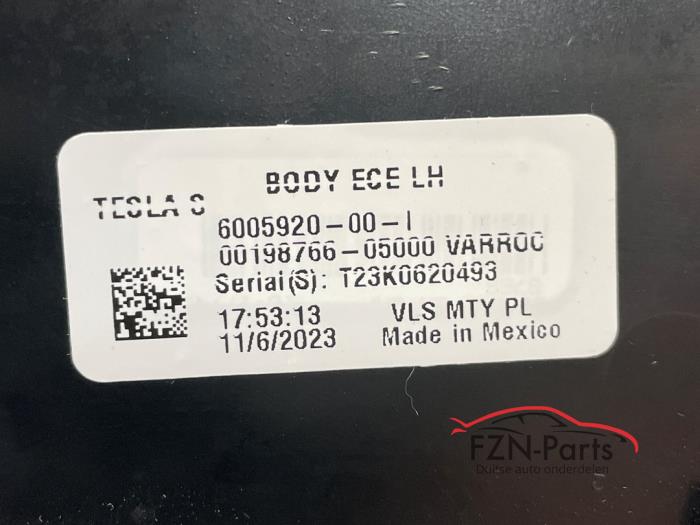 BODY ECE LH
TESLA S
6005920-00-I
00198766-05000 VARROC
Serial(S): T23K0620493
17:53:13 VLS MTY PL
11/6/2023 Made in Mexico
FZN-Parts
Duitse auto onderdelen